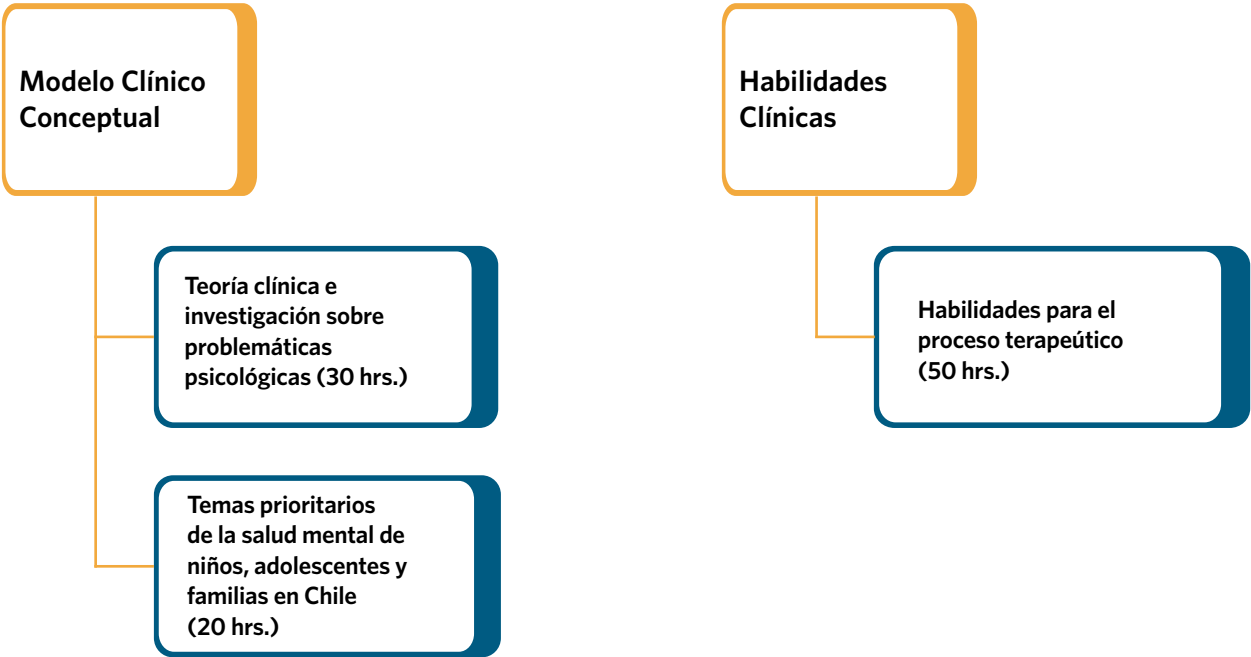 Modelo Clínico
Conceptual
Teoría clínica e
investigación sobre
problemáticas
psicológicas (30 hrs.)
Temas prioritarios
de la salud mental de
niños, adolescentes y
familias en Chile
(20 hrs.)
Habilidades
Clínicas
Habilidades para el
proceso terapeútico
(50 hrs.)